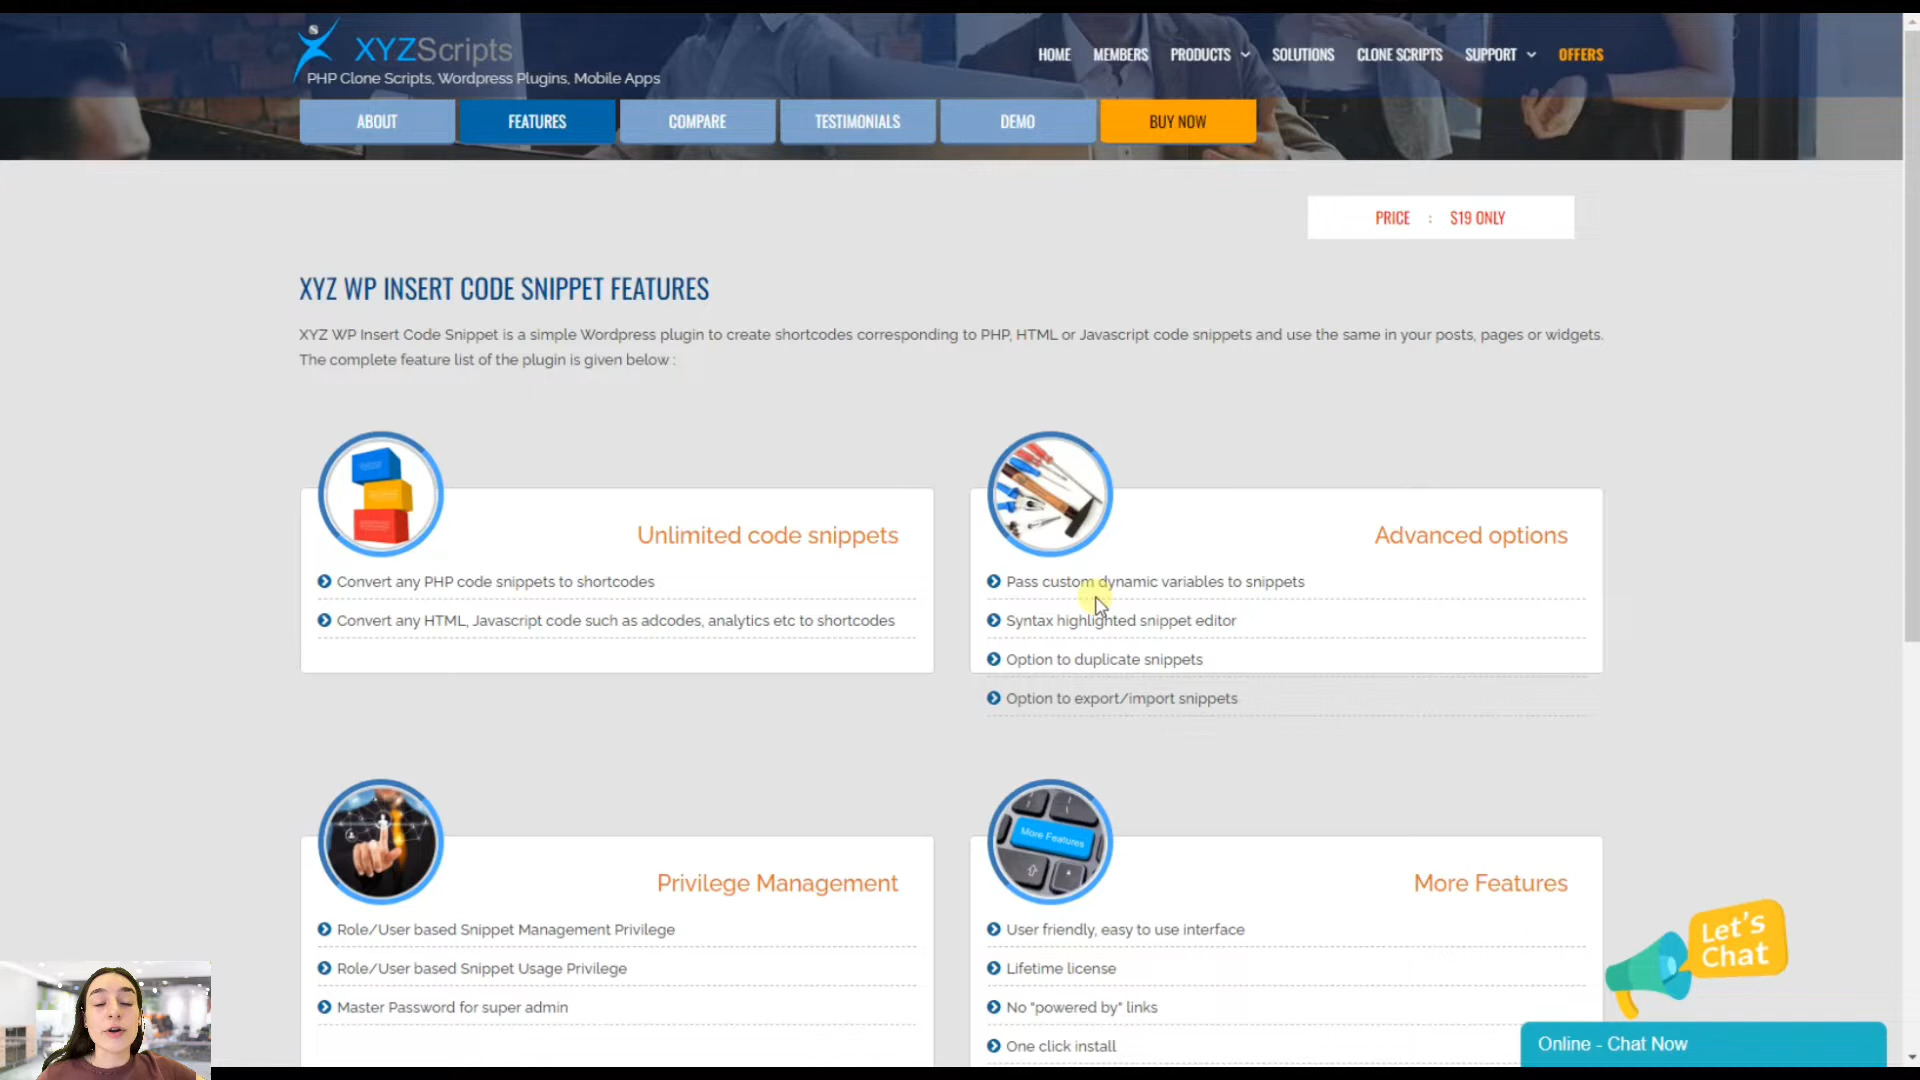 XYZScripts
PHP Clone Scripts, Wordpress Plugins, Mobile Apps
HOME MEMBERS PRODUCTS SOLUTIONS CLONE SCRIPTS SUPPORT OFFERS
ABOUT FEATURES COMPARE TESTIMONIALS DEMO BUY NOW
PRICE : $19 ONLY
XYZ WP INSERT CODE SNIPPET FEATURES
XYZ WP Insert Code Snippet is a simple Wordpress plugin to create shortcodes corresponding to PHP, HTML or Javascript code snippets and use the same in your posts, pages or widgets.
The complete feature list of the plugin is given below :
Unlimited code snippets
Convert any PHP code snippets to shortcodes
Convert any HTML, Javascript code such as adcodes, analytics etc to shortcodes
Advanced options
Pass custom dynamic variables to snippets
Syntax highlighted snippet editor
Option to duplicate snippets
Option to export/import snippets
Privilege Management
Role/User based Snippet Management Privilege
Role/User based Snippet Usage Privilege
Master Password for super admin
More Features
More Features
User friendly, easy to use interface
Lifetime license
No "powered by" links
One click install
Let's
Chat
Online - Chat Now